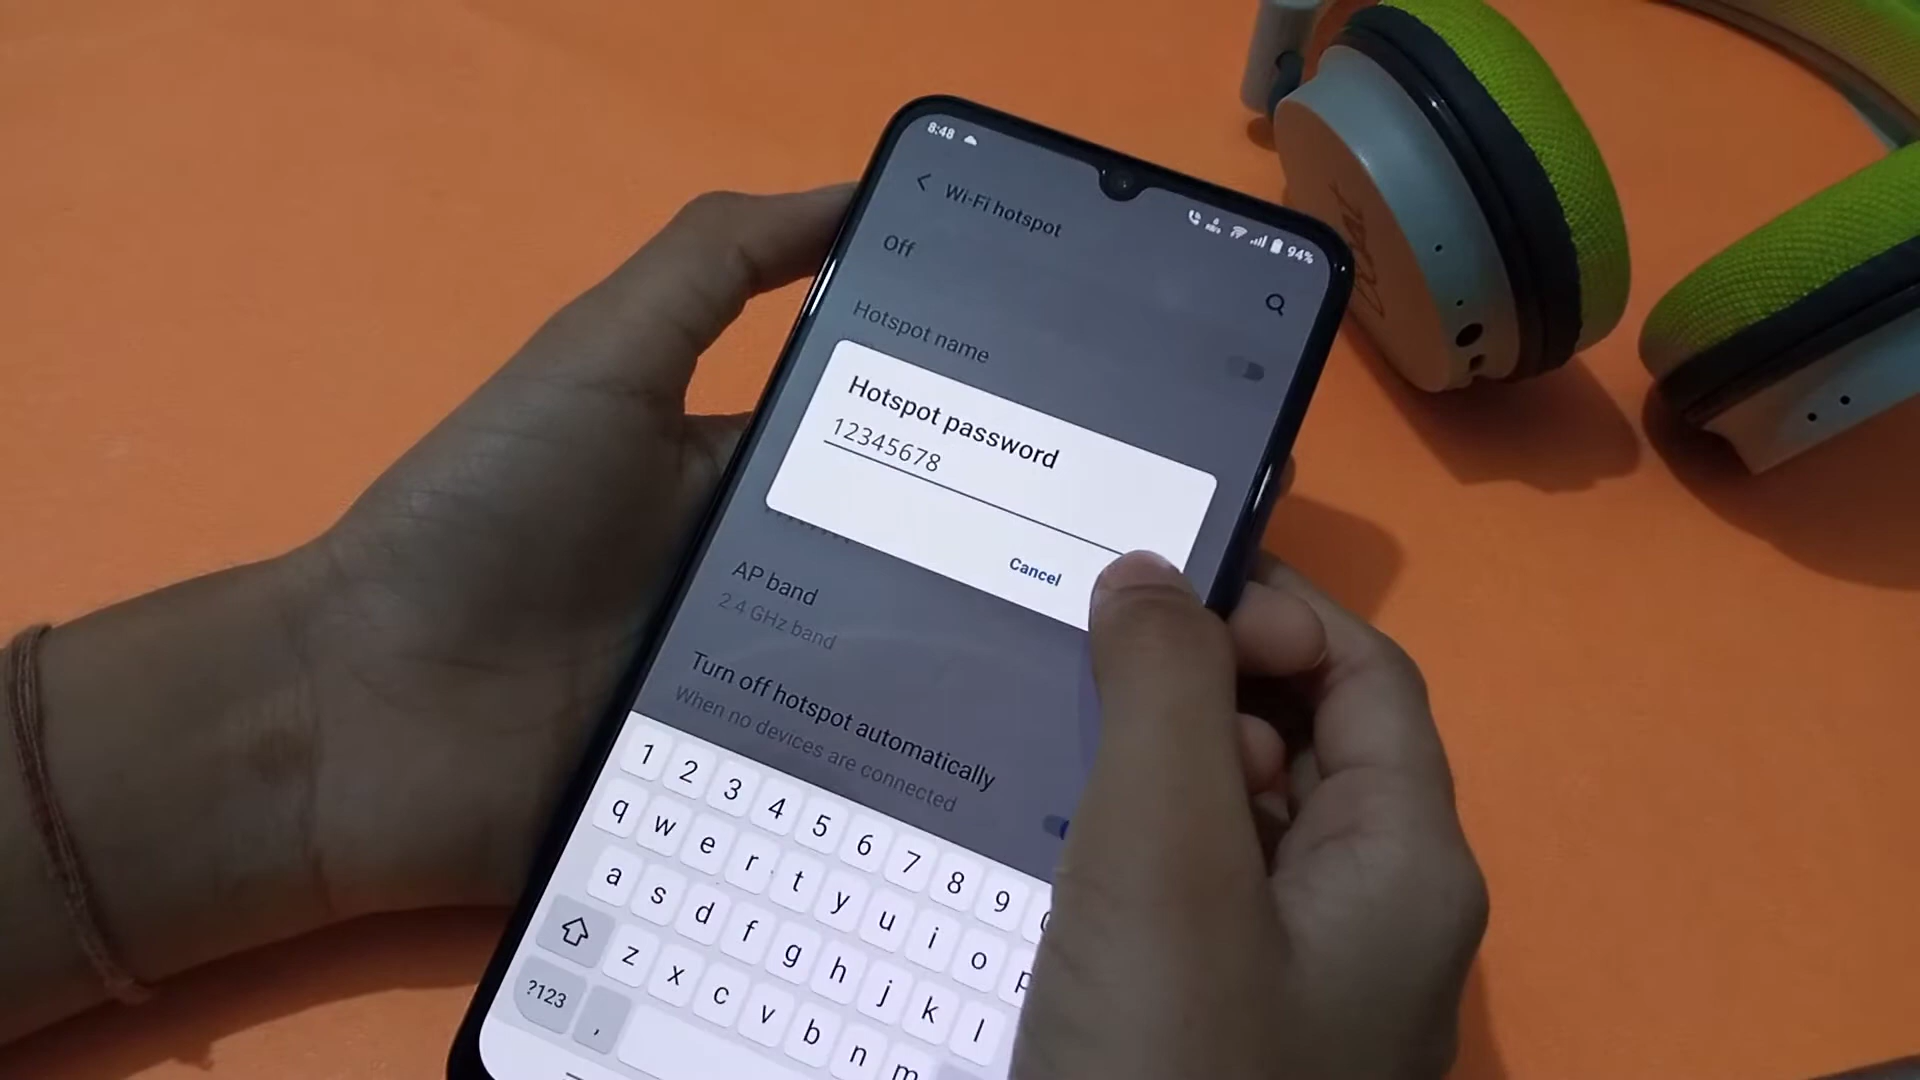 8:48
94%
Wi-Fi hotspot
Off
Hotspot name
Hotspot password
12345678
Cancel
AP band
2.4 GHz band
Turn off hotspot automatically
When no devices are connected
1 2 3 4 5 6 7 8 9
q w e r t y u i o p
a s d f g h j k l
z x c v b n m
?123 ,